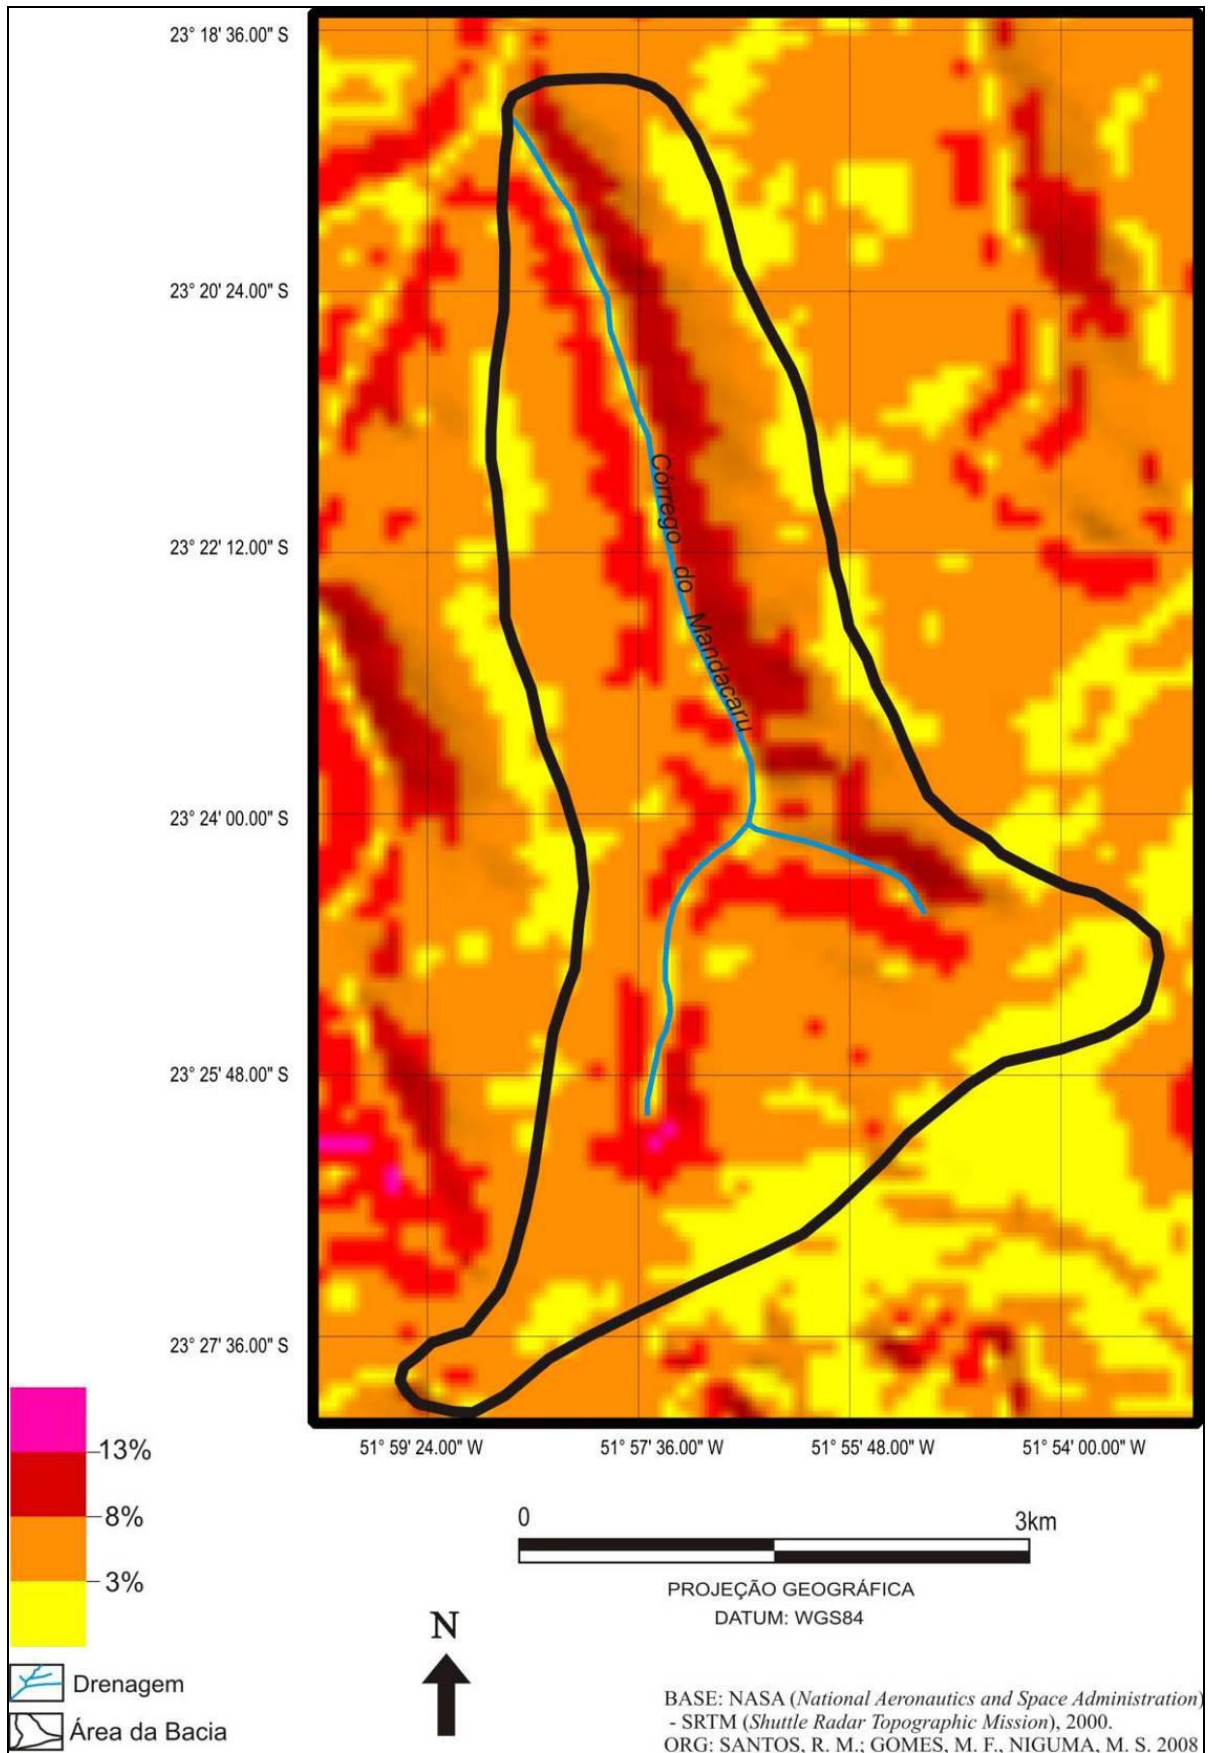 23° 18' 36.00" S
23° 20' 24.00" S
23° 22' 12.00" S
23° 24' 00.00" S
23° 25' 48.00" S
23° 27' 36.00" S
Córrego do Mandacaru
51° 59' 24.00" W
51° 57' 36.00" W
51° 55' 48.00" W
51° 54' 00.00" W
13%
8%
3%
0
3km
PROJEÇÃO GEOGRÁFICA
DATUM: WGS84
N
Drenagem
Área da Bacia
BASE: NASA (National Aeronautics and Space Administration)
- SRTM (Shuttle Radar Topographic Mission), 2000.
ORG: SANTOS, R. M.; GOMES, M. F., NIGUMA, M. S. 2008